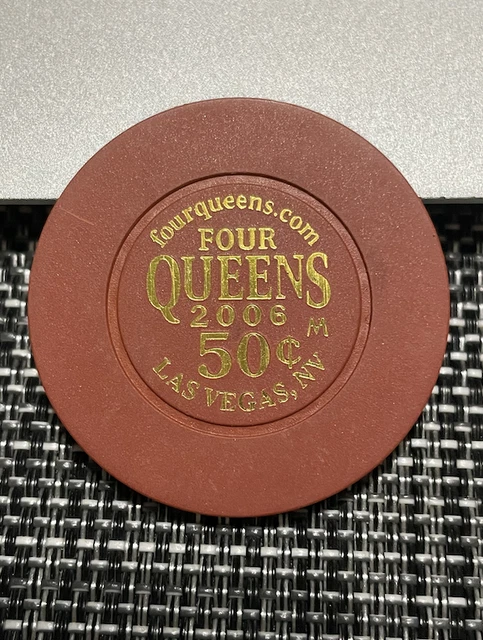 fourqueens.com
FOUR
QUEENS
2006
M
50¢
LAS VEGAS, NV